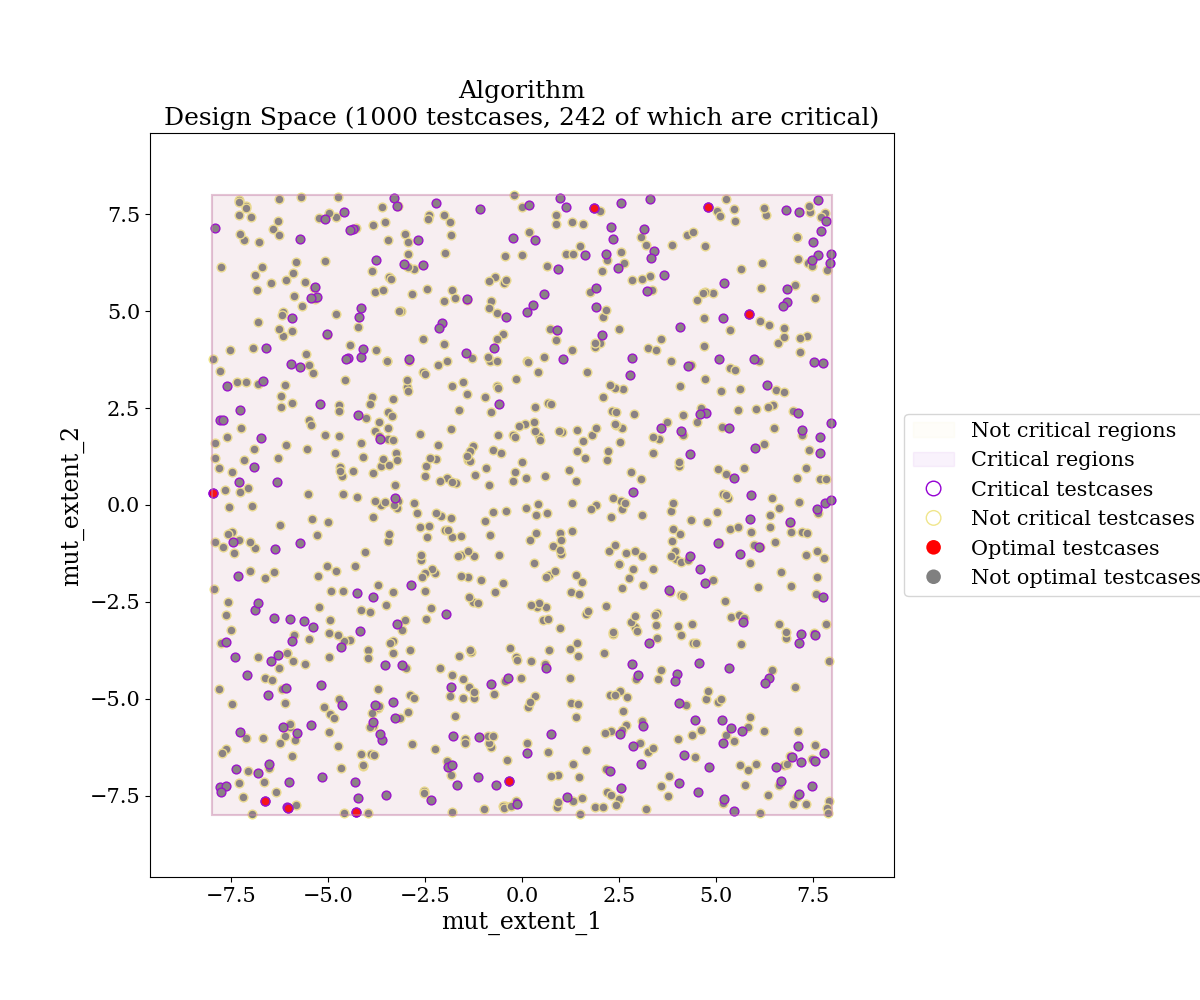 Algorithm
Design Space (1000 testcases, 242 of which are critical)
7.5
5.0
2.5
0.0
−2.5
−5.0
−7.5
mut_extent_2
−7.5 −5.0 −2.5 0.0 2.5 5.0 7.5
mut_extent_1
Not critical regions
Critical regions
Critical testcases
Not critical testcases
Optimal testcases
Not optimal testcases